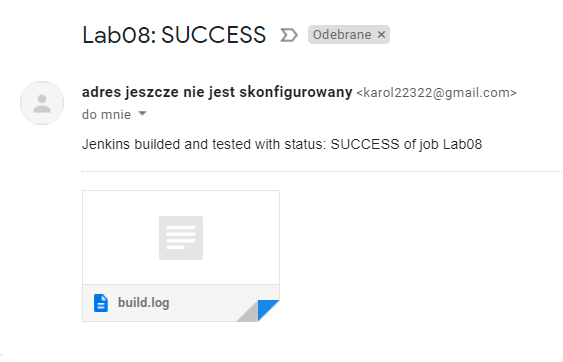 Lab08: SUCCESS Odebrane ×
adres jeszcze nie jest skonfigurowany <karol22322@gmail.com>
do mnie
Jenkins builded and tested with status: SUCCESS of job Lab08
build.log